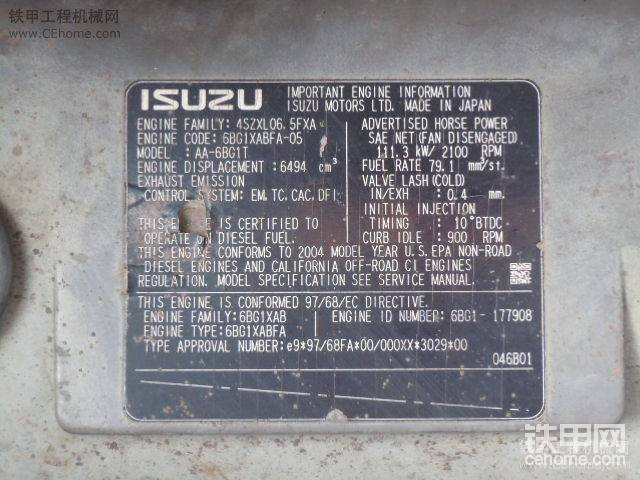 铁甲工程机械网
www.CEhome.com
ISUZU
IMPORTANT ENGINE INFORMATION
ISUZU MOTORS LTD. MADE IN JAPAN
ENGINE FAMILY: 4SZXL06.5FXA
ENGINE CODE: 6BG1XABFA-05
MODEL: AA-6BG1T
ENGINE DISPLACEMENT: 6494 cm3
EXHAUST EMISSION
CONTROL SYSTEM: EM, TC, CAC, DFI
THIS ENGINE IS CERTIFIED TO
OPERATE ON DIESEL FUEL.
ADVERTISED HORSE POWER
SAE NET (FAN DISENGAGED)
111.3 kW/ 2100 RPM
FUEL RATE 79.1 mm3/st.
VALVE LASH (COLD)
IN/EXH : 0.4 mm
INITIAL INJECTION
TIMING : 10°BTDC
CURB IDLE : 900 RPM
THIS ENGINE CONFORMS TO 2004 MODEL YEAR U.S. EPA NON-ROAD
DIESEL ENGINES AND CALIFORNIA OFF-ROAD CI ENGINES
REGULATION. MODEL SPECIFICATION SEE SERVICE MANUAL.
THIS ENGINE IS CONFORMED 97/68/EC DIRECTIVE.
ENGINE FAMILY: 6BG1XAB
ENGINE ID NUMBER: 6BG1- 177908
ENGINE TYPE: 6BG1XABFA
TYPE APPROVAL NUMBER: e9*97/68FA*00/000XX*3029*00
046B01
铁甲网
cehome.com